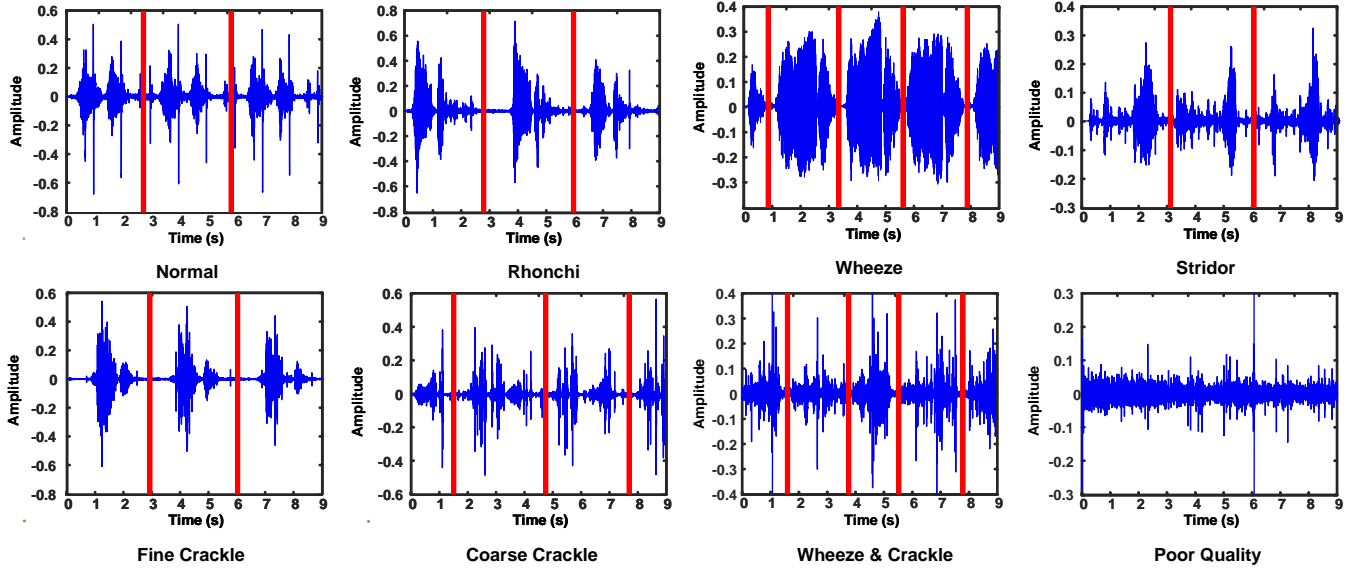 0.6
0.4
0.2
0
-0.2
-0.4
-0.6
-0.8
Amplitude
0 1 2 3 4 5 6 7 8 9
Time (s)
Normal
0.8
0.6
0.4
0.2
0
-0.2
-0.4
-0.6
-0.8
Amplitude
0 1 2 3 4 5 6 7 8 9
Time (s)
Rhonchi
0.4
0.3
0.2
0.1
0
-0.1
-0.2
-0.3
Amplitude
0 1 2 3 4 5 6 7 8 9
Time (s)
Wheeze
0.4
0.3
0.2
0.1
0
-0.1
-0.2
-0.3
Amplitude
0 1 2 3 4 5 6 7 8 9
Time (s)
Stridor
0.6
0.4
0.2
0
-0.2
-0.4
-0.6
-0.8
Amplitude
0 1 2 3 4 5 6 7 8 9
Time (s)
Fine Crackle
0.6
0.4
0.2
0
-0.2
-0.4
-0.6
Amplitude
0 1 2 3 4 5 6 7 8 9
Time (s)
Coarse Crackle
0.4
0.3
0.2
0.1
0
-0.1
-0.2
-0.3
-0.4
Amplitude
0 1 2 3 4 5 6 7 8 9
Time (s)
Wheeze & Crackle
0.3
0.2
0.1
0
-0.1
-0.2
-0.3
Amplitude
0 1 2 3 4 5 6 7 8 9
Time (s)
Poor Quality